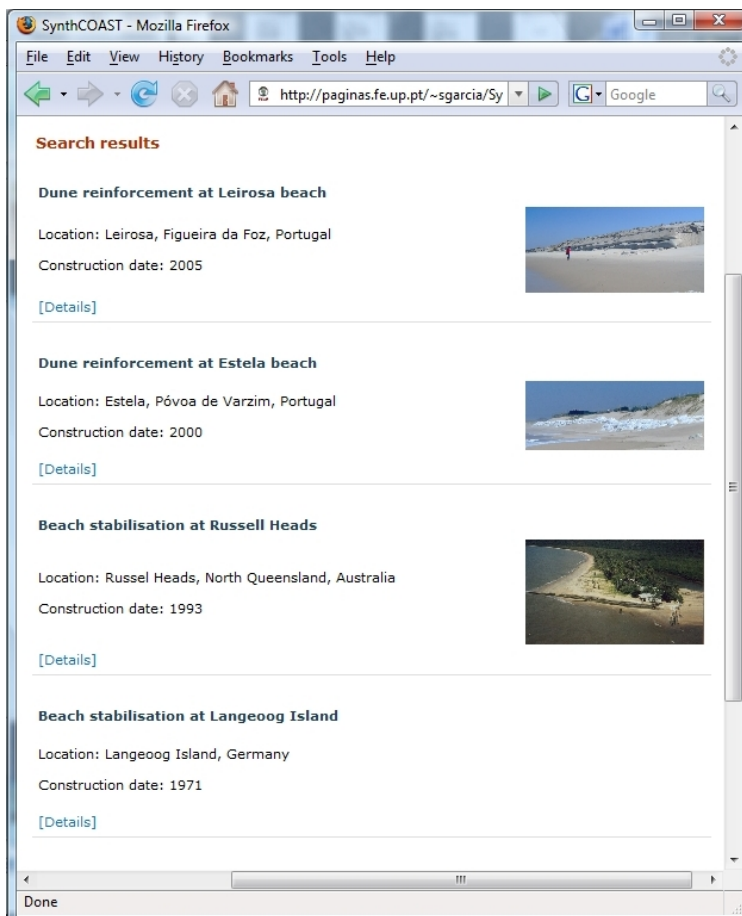 SynthCOAST - Mozilla Firefox
File Edit View History Bookmarks Tools Help
http://paginas.fe.up.pt/~sgarcia/Sy
G Google
Search results
Dune reinforcement at Leirosa beach
Location: Leirosa, Figueira da Foz, Portugal
Construction date: 2005
[Details]
Dune reinforcement at Estela beach
Location: Estela, Póvoa de Varzim, Portugal
Construction date: 2000
[Details]
Beach stabilisation at Russell Heads
Location: Russel Heads, North Queensland, Australia
Construction date: 1993
[Details]
Beach stabilisation at Langeoog Island
Location: Langeoog Island, Germany
Construction date: 1971
[Details]
Done